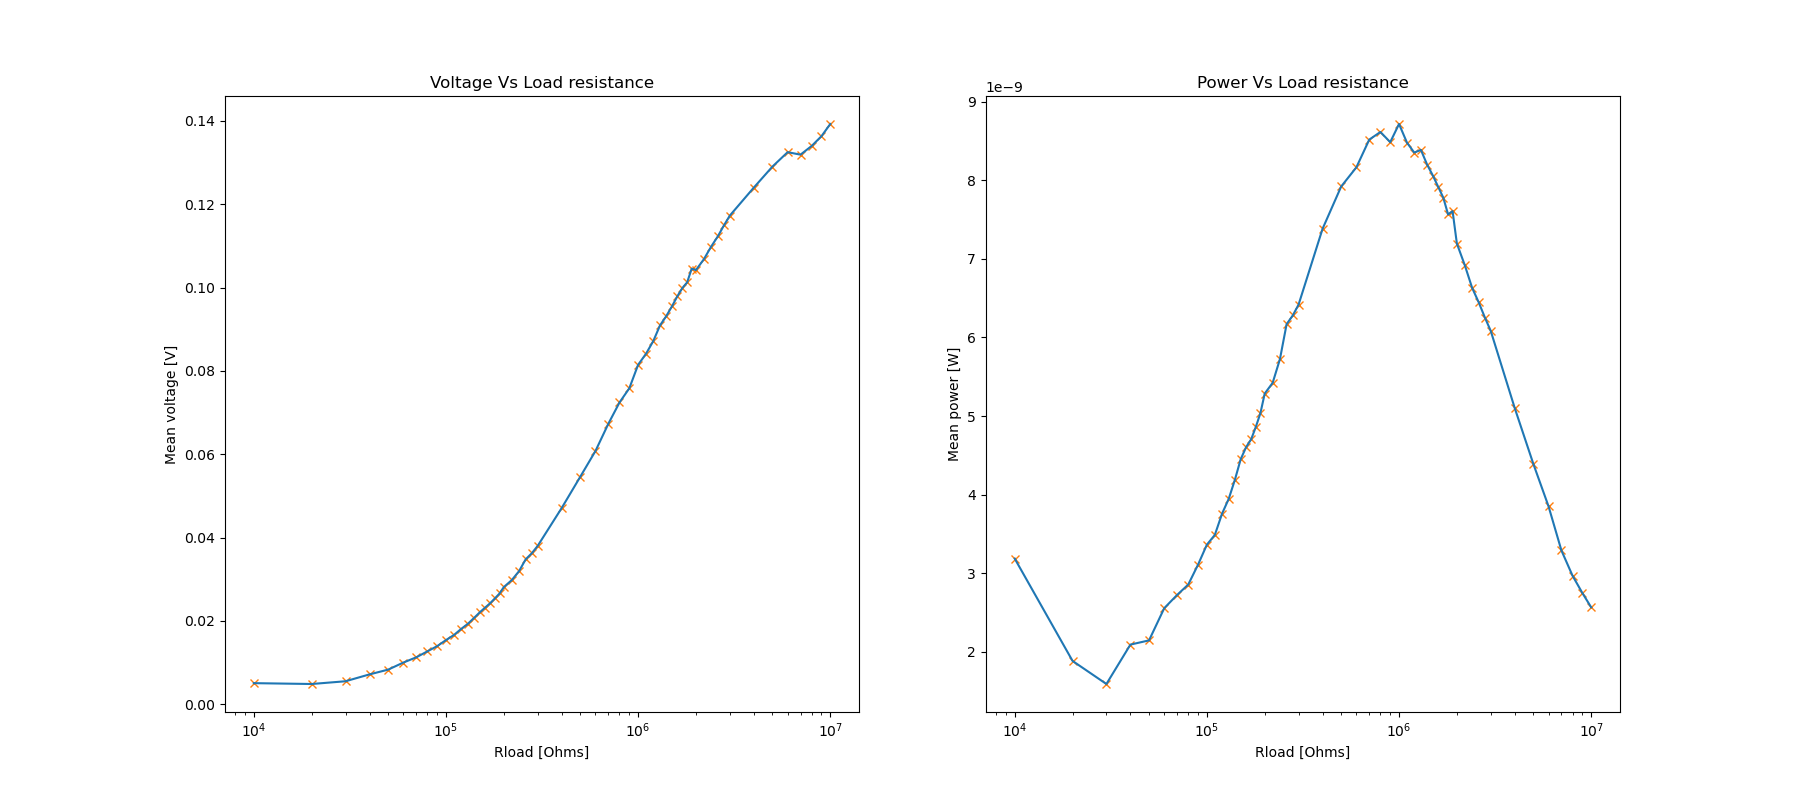 Voltage Vs Load resistance
Mean voltage [V]
0.14
0.12
0.10
0.08
0.06
0.04
0.02
0.00
10⁴ 10⁵ 10⁶ 10⁷
Rload [Ohms]
Power Vs Load resistance
1e−9
Mean power [W]
9
8
7
6
5
4
3
2
10⁴ 10⁵ 10⁶ 10⁷
Rload [Ohms]